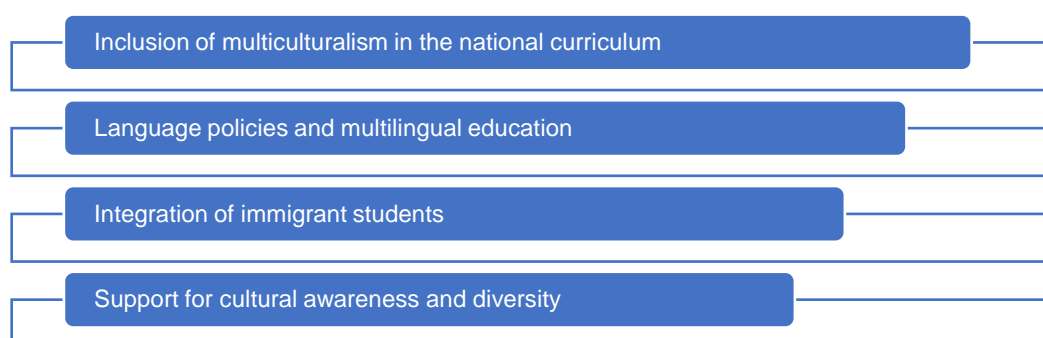 Inclusion of multiculturalism in the national curriculum
Language policies and multilingual education
Integration of immigrant students
Support for cultural awareness and diversity